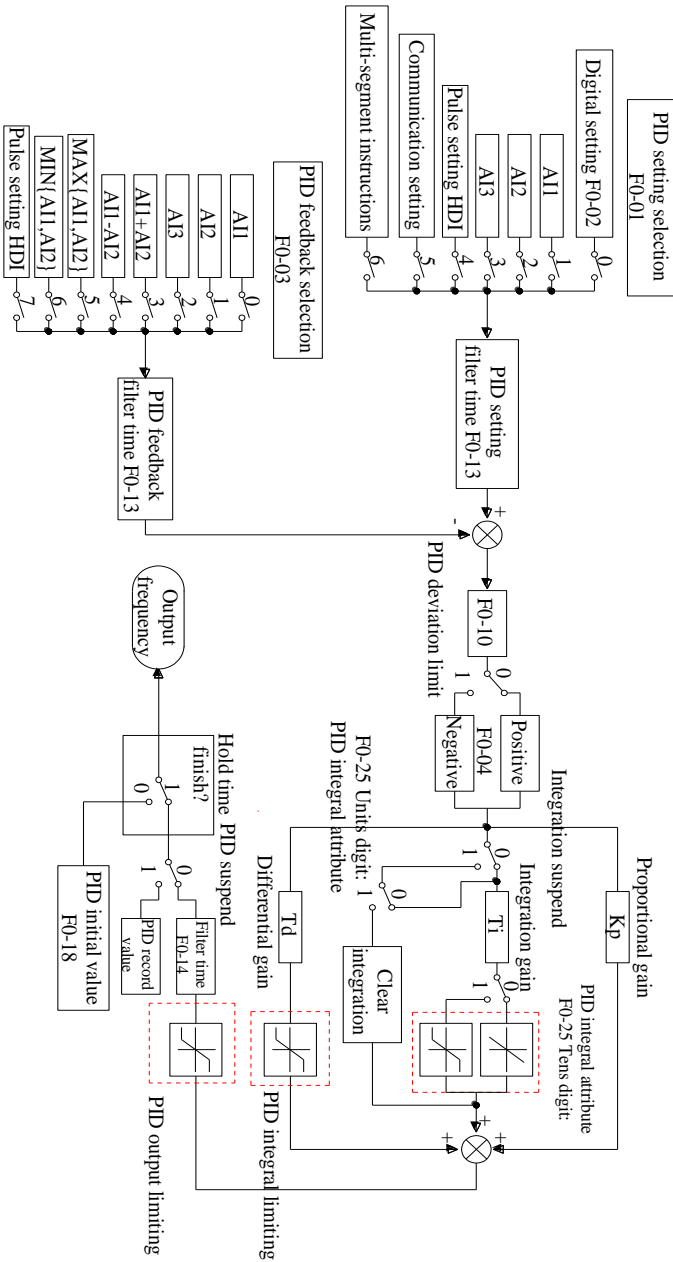 PID setting selection
F0-01
Digital setting F0-02
0
AI1
1
AI2
2
AI3
3
Pulse setting HDI
4
Communication setting
5
Multi-segment instructions
6
PID setting
filter time F0-13
+
-
PID deviation limit
F0-10
0
1
Positive
F0-04
Negative
PID feedback selection
F0-03
AI1
0
AI2
1
AI3
2
AI1+AI2
3
AI1-AI2
4
MAX{AI1,AI2}
5
MIN{AI1,AI2}
6
Pulse setting HDI
7
PID feedback
filter time F0-13
Proportional gain
Kp
Integration suspend
0
1
Integration gain
Ti
0
1
PID integral attribute
F0-25 Tens digit:
F0-25 Units digit:
PID integral attribute
0
1
Clear
integration
Differential gain
Td
PID integral limiting
+
+
+
PID output limiting
Filter time
F0-14
PID record
value
PID suspend
0
1
Hold time
finish?
1
0
PID initial value
F0-18
Output
frequency